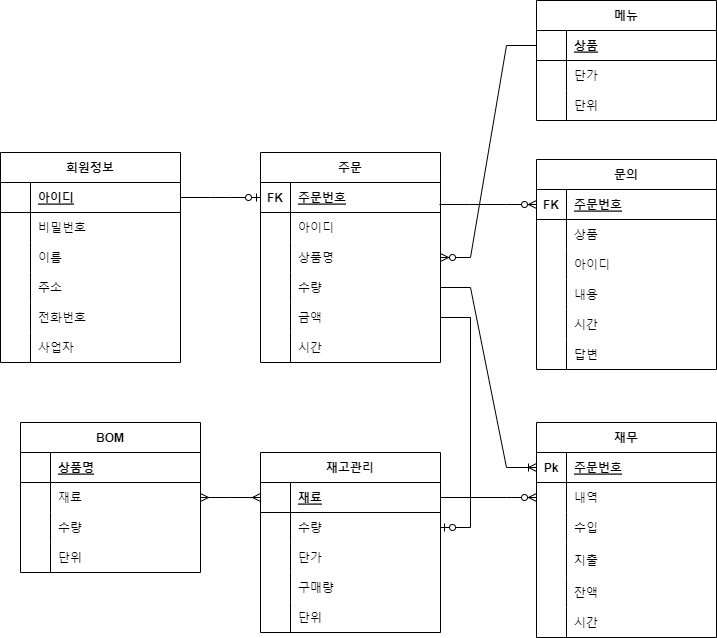 메뉴
상품
단가
단위
회원정보
아이디
비밀번호
이름
주소
전화번호
사업자
주문
FK 주문번호
아이디
상품명
수량
금액
시간
문의
FK 주문번호
상품
아이디
내용
시간
답변
BOM
상품명
재료
수량
단위
재고관리
재료
수량
단가
구매량
단위
재무
Pk 주문번호
내역
수입
지출
잔액
시간